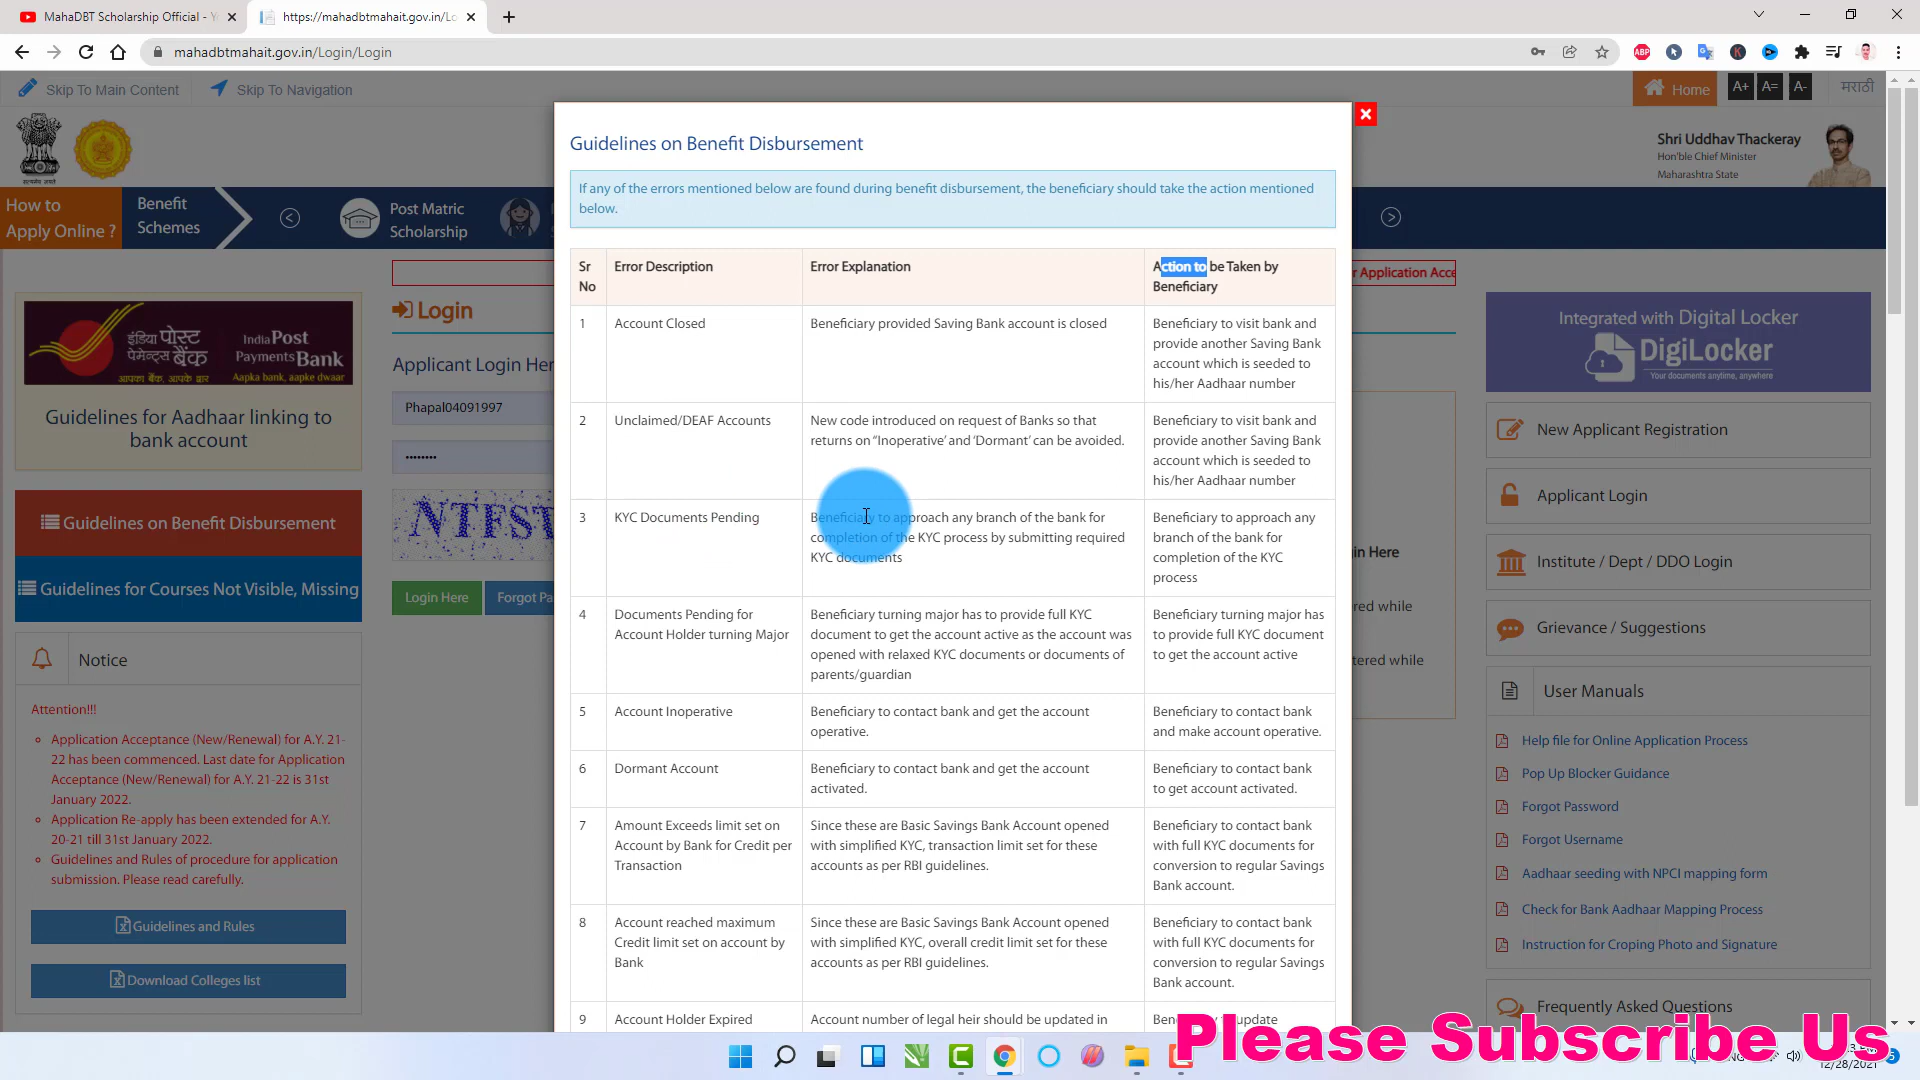 MahaDBT Scholarship Official - Y
https://mahadbtmahait.gov.in/Lo
mahadbtmahait.gov.in/Login/Login
ABP
Skip To Main Content
Skip To Navigation
Home
A+
A=
A-
मराठी
Shri Uddhav Thackeray
Hon'ble Chief Minister
Maharashtra State
How to
Apply Online ?
Benefit
Schemes
Post Matric
Scholarship
इंडिया पोस्ट
पेमेन्ट्स बैंक
आपका बैंक, आपके द्वार
IndiaPost
Payments Bank
Aapka bank, aapke dwaar
Guidelines for Aadhaar linking to
bank account
Guidelines on Benefit Disbursement
Guidelines for Courses Not Visible, Missing
Notice
Attention!!!
Application Acceptance (New/Renewal) for A.Y. 21-
22 has been commenced. Last date for Application
Acceptance (New/Renewal) for A.Y. 21-22 is 31st
January 2022.
Application Re-apply has been extended for A.Y.
20-21 till 31st January 2022.
Guidelines and Rules of procedure for application
submission. Please read carefully.
Guidelines and Rules
Download Colleges list
Login
Applicant Login Her
Phapal04091997
••••••••
NTFST
Login Here
Forgot Pa
Guidelines on Benefit Disbursement
If any of the errors mentioned below are found during benefit disbursement, the beneficiary should take the action mentioned
below.
Sr
No
Error Description
Error Explanation
Action to be Taken by
Beneficiary
1
Account Closed
Beneficiary provided Saving Bank account is closed
Beneficiary to visit bank and
provide another Saving Bank
account which is seeded to
his/her Aadhaar number
2
Unclaimed/DEAF Accounts
New code introduced on request of Banks so that
returns on “Inoperative’ and ‘Dormant’ can be avoided.
Beneficiary to visit bank and
provide another Saving Bank
account which is seeded to
his/her Aadhaar number
3
KYC Documents Pending
Beneficiary to approach any branch of the bank for
completion of the KYC process by submitting required
KYC documents
Beneficiary to approach any
branch of the bank for
completion of the KYC
process
4
Documents Pending for
Account Holder turning Major
Beneficiary turning major has to provide full KYC
document to get the account active as the account was
opened with relaxed KYC documents or documents of
parents/guardian
Beneficiary turning major has
to provide full KYC document
to get the account active
5
Account Inoperative
Beneficiary to contact bank and get the account
operative.
Beneficiary to contact bank
and make account operative.
6
Dormant Account
Beneficiary to contact bank and get the account
activated.
Beneficiary to contact bank
to get account activated.
7
Amount Exceeds limit set on
Account by Bank for Credit per
Transaction
Since these are Basic Savings Bank Account opened
with simplified KYC, transaction limit set for these
accounts as per RBI guidelines.
Beneficiary to contact bank
with full KYC documents for
conversion to regular Savings
Bank account.
8
Account reached maximum
Credit limit set on account by
Bank
Since these are Basic Savings Bank Account opened
with simplified KYC, overall credit limit set for these
accounts as per RBI guidelines.
Beneficiary to contact bank
with full KYC documents for
conversion to regular Savings
Bank account.
9
Account Holder Expired
Account number of legal heir should be updated in
r Application Acce
n Here
red while
tered while
Integrated with Digital Locker
DigiLocker
Your documents anytime, anywhere
New Applicant Registration
Applicant Login
Institute / Dept / DDO Login
Grievance / Suggestions
User Manuals
Help file for Online Application Process
Pop Up Blocker Guidance
Forgot Password
Forgot Username
Aadhaar seeding with NPCI mapping form
Check for Bank Aadhaar Mapping Process
Instruction for Croping Photo and Signature
Frequently Asked Questions
Please Subscribe Us